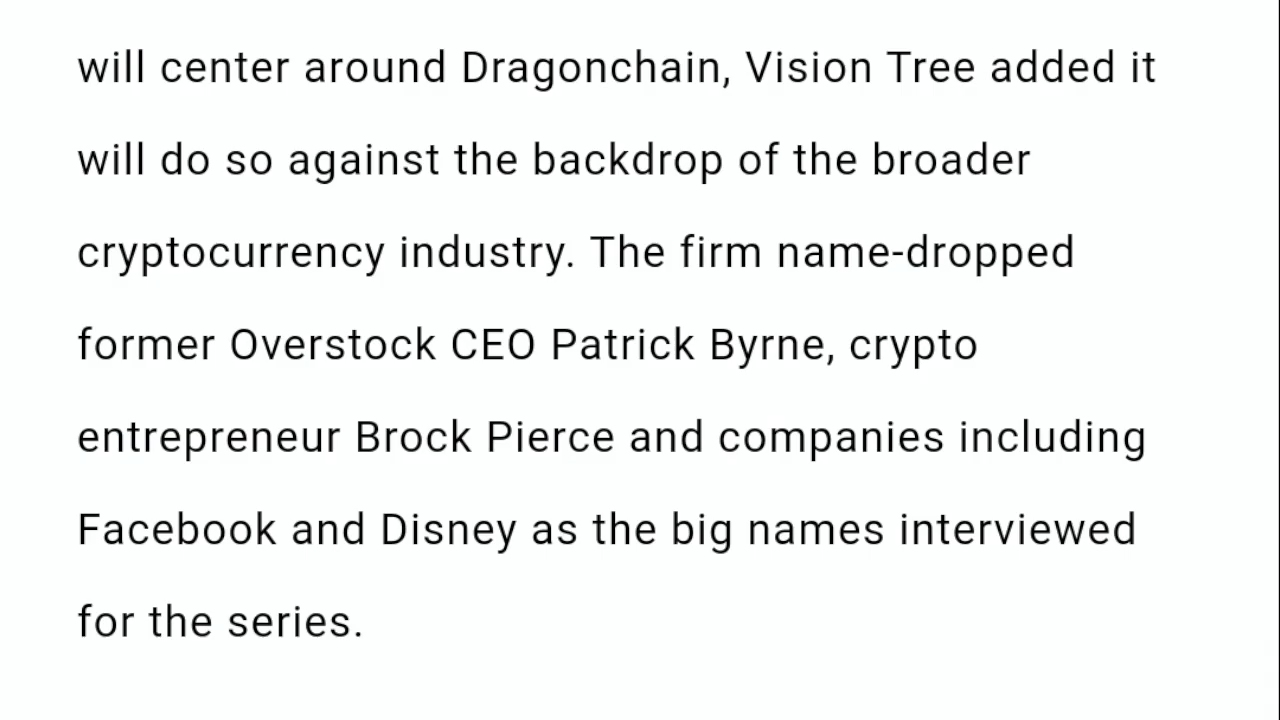 will center around Dragonchain, Vision Tree added it
will do so against the backdrop of the broader
cryptocurrency industry. The firm name-dropped
former Overstock CEO Patrick Byrne, crypto
entrepreneur Brock Pierce and companies including
Facebook and Disney as the big names interviewed
for the series.